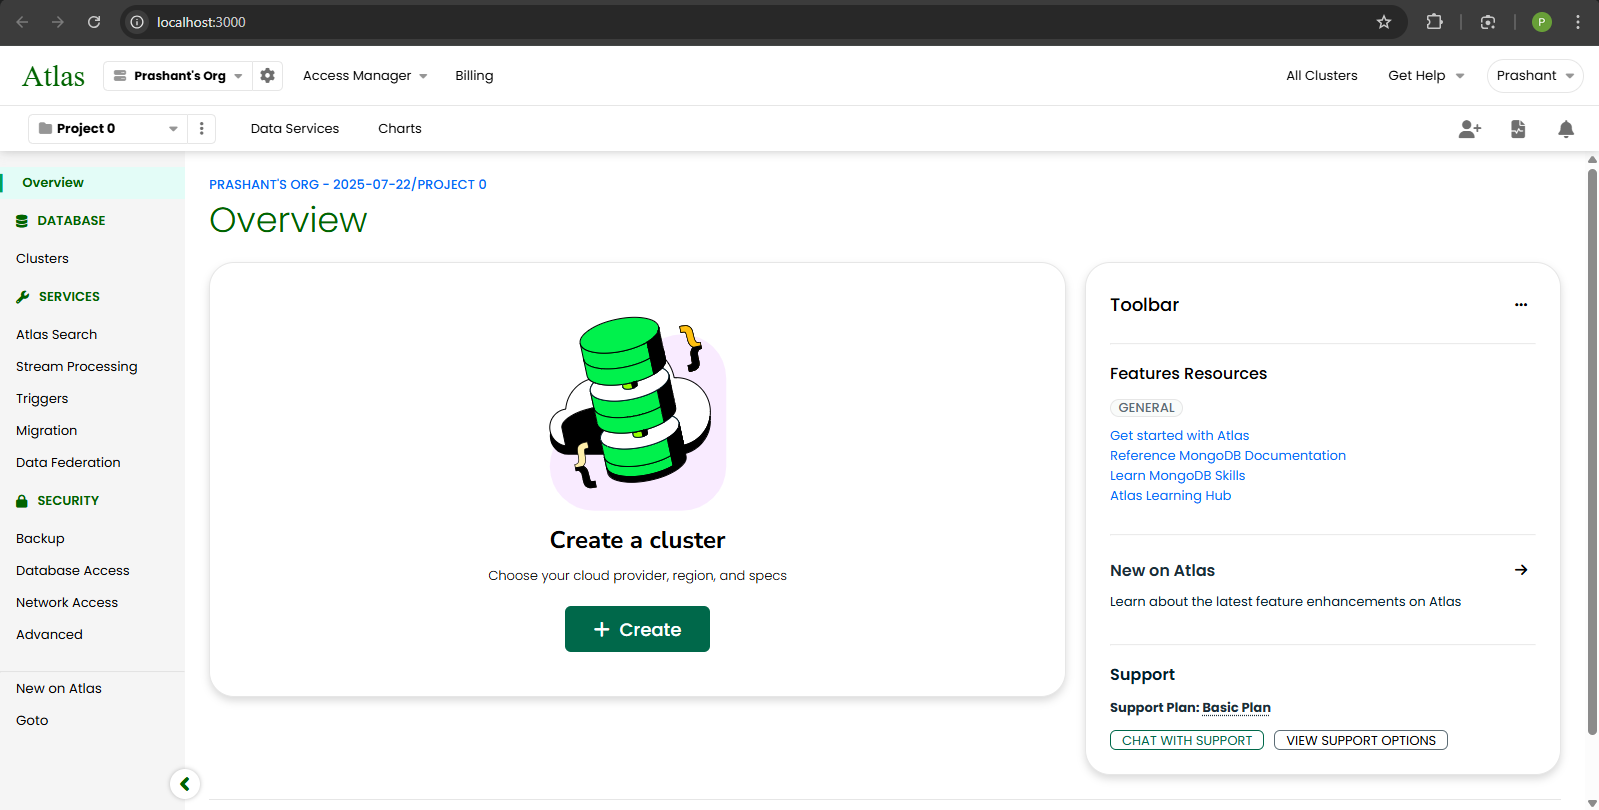 localhost:3000
P
Atlas
Prashant's Org
Access Manager
Billing
All Clusters
Get Help
Prashant
Project 0
Data Services
Charts
Overview
DATABASE
Clusters
SERVICES
Atlas Search
Stream Processing
Triggers
Migration
Data Federation
SECURITY
Backup
Database Access
Network Access
Advanced
New on Atlas
Goto
PRASHANT'S ORG - 2025-07-22/PROJECT 0
Overview
Create a cluster
Choose your cloud provider, region, and specs
+ Create
Toolbar
Features Resources
GENERAL
Get started with Atlas
Reference MongoDB Documentation
Learn MongoDB Skills
Atlas Learning Hub
New on Atlas
Learn about the latest feature enhancements on Atlas
Support
Support Plan: Basic Plan
CHAT WITH SUPPORT
VIEW SUPPORT OPTIONS